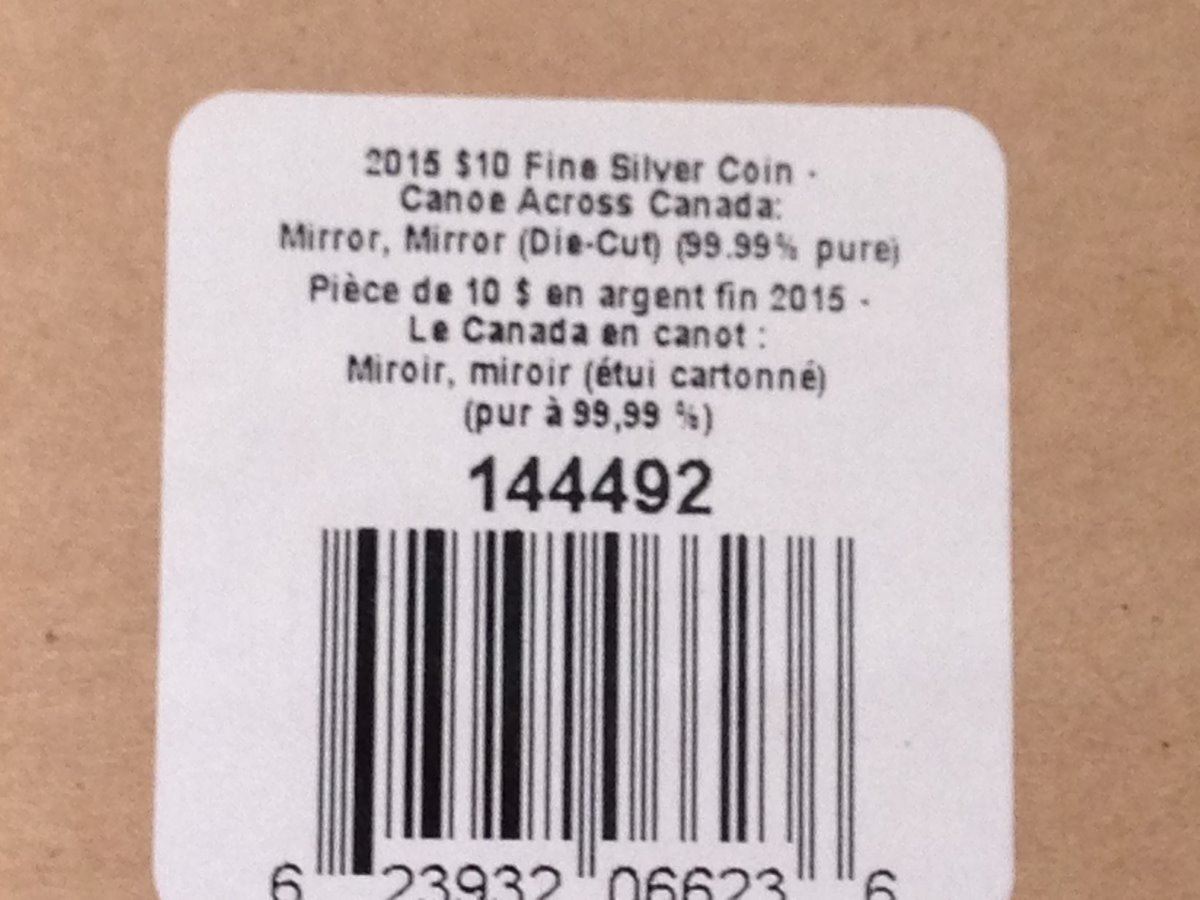 2015 $10 Fine Silver Coin -
Canoe Across Canada:
Mirror, Mirror (Die-Cut) (99.99% pure)
Pièce de 10 $ en argent fin 2015 -
Le Canada en canot :
Miroir, miroir (étui cartonné)
(pur à 99,99 %)
144492
6 23932 06623 6